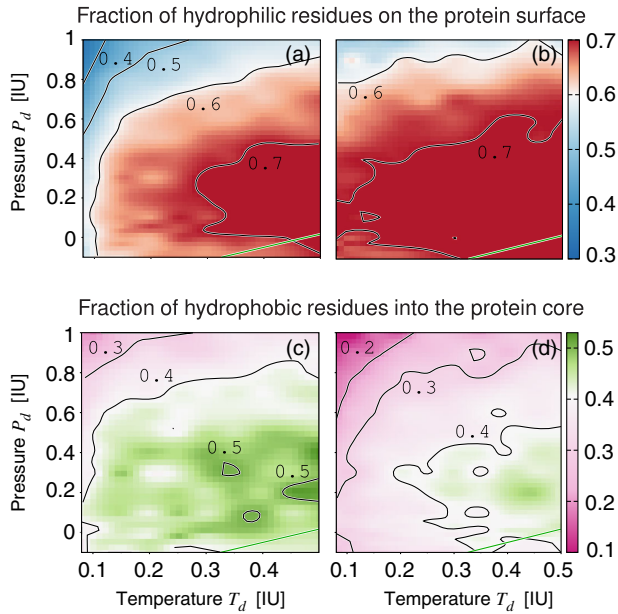 Fraction of hydrophilic residues on the protein surface
(a)
(b)
0.4
0.5
0.6
0.7
0.6
0.7
1
0.8
0.6
0.4
0.2
0
Pressure P_d [IU]
0.7
0.6
0.5
0.4
0.3
Fraction of hydrophobic residues into the protein core
(c)
(d)
0.3
0.4
0.5
0.5
0.2
0.3
0.4
1
0.8
0.6
0.4
0.2
0
Pressure P_d [IU]
0.5
0.4
0.3
0.2
0.1
0.1 0.2 0.3 0.4
0.1 0.2 0.3 0.4 0.5
Temperature T_d [IU]
Temperature T_d [IU]